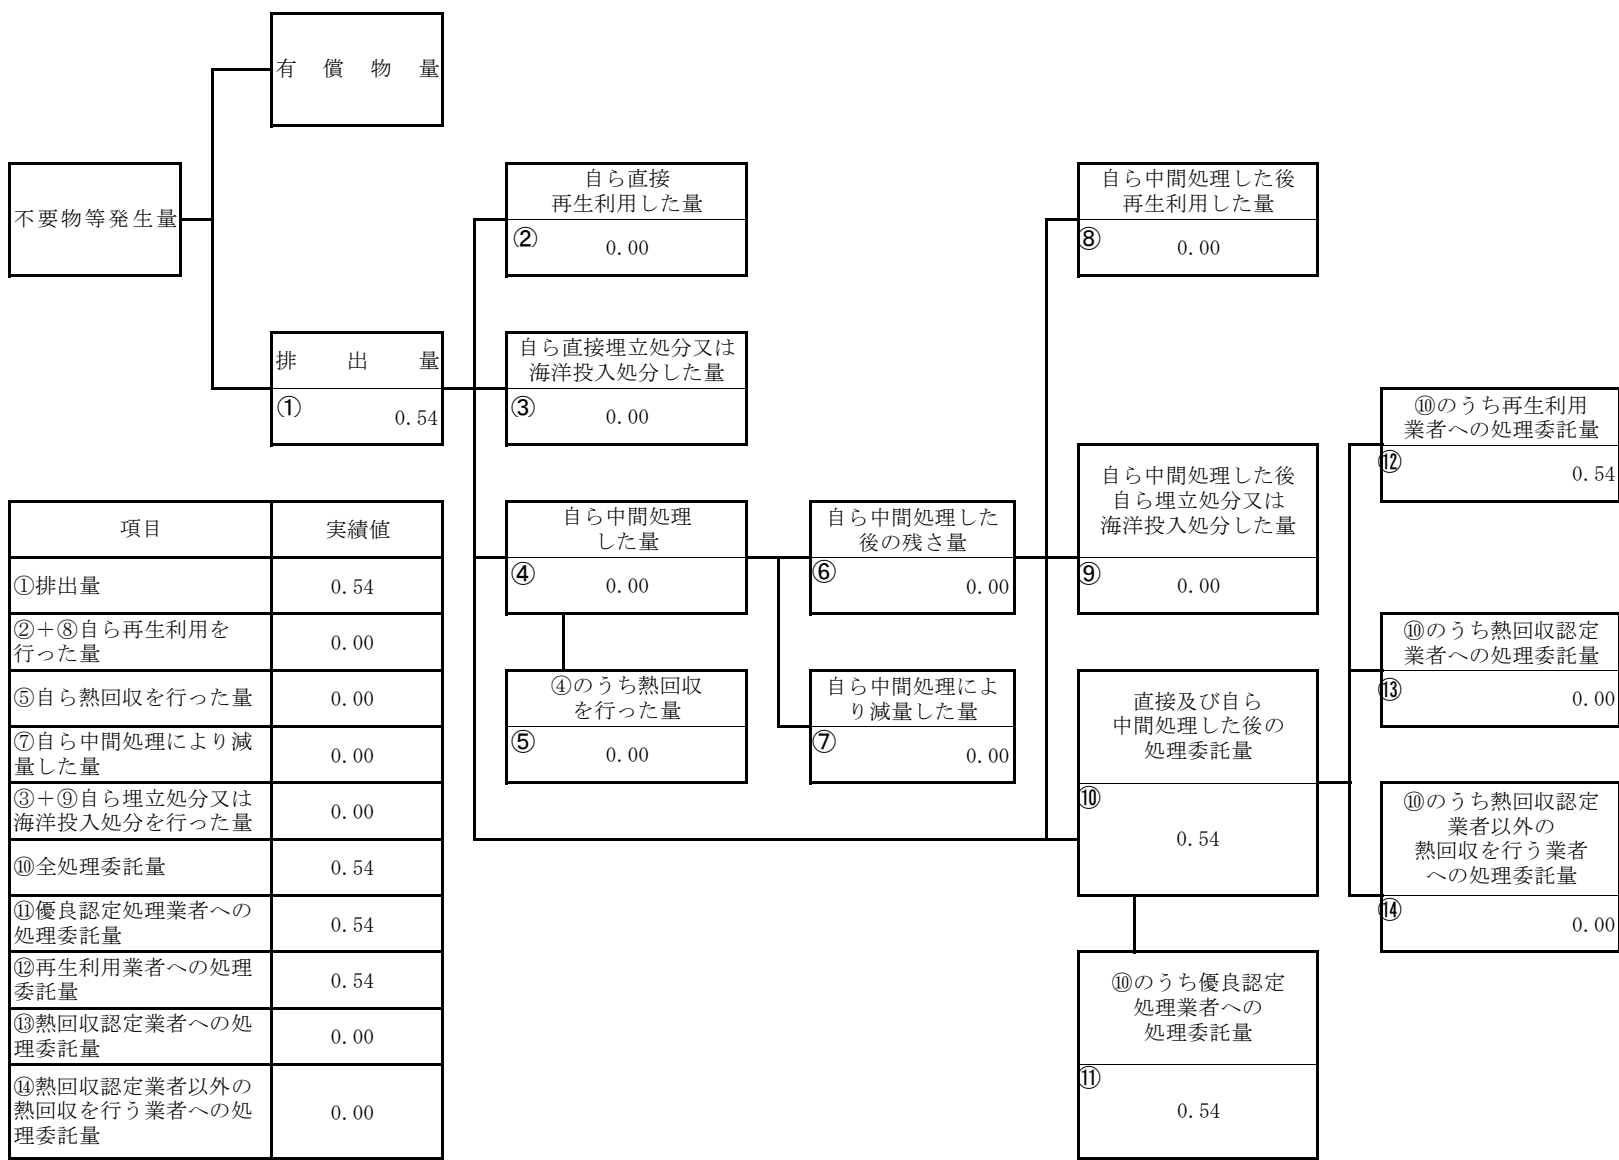 有償物量
不要物等発生量
排出量
①
0.54
自ら直接
再生利用した量
②
0.00
自ら直接埋立処分又は
海洋投入処分した量
③
0.00
自ら中間処理
した量
④
0.00
④のうち熱回収
を行った量
⑤
0.00
自ら中間処理した
後の残さ量
⑥
0.00
自ら中間処理によ
り減量した量
⑦
0.00
自ら中間処理した後
再生利用した量
⑧
0.00
自ら中間処理した後
自ら埋立処分又は
海洋投入処分した量
⑨
0.00
直接及び自ら
中間処理した後の
処理委託量
⑩
0.54
⑩のうち優良認定
処理業者への
処理委託量
⑪
0.54
⑩のうち再生利用
業者への処理委託量
⑫
0.54
⑩のうち熱回収認定
業者への処理委託量
⑬
0.00
⑩のうち熱回収認定
業者以外の
熱回収を行う業者
への処理委託量
⑭
0.00
項目 実績値
①排出量 0.54
②＋⑧自ら再生利用を
行った量 0.00
⑤自ら熱回収を行った量 0.00
⑦自ら中間処理により減
量した量 0.00
③＋⑨自ら埋立処分又は
海洋投入処分を行った量 0.00
⑩全処理委託量 0.54
⑪優良認定処理業者への
処理委託量 0.54
⑫再生利用業者への処理
委託量 0.54
⑬熱回収認定業者への処
理委託量 0.00
⑭熱回収認定業者以外の
熱回収を行う業者への処
理委託量 0.00